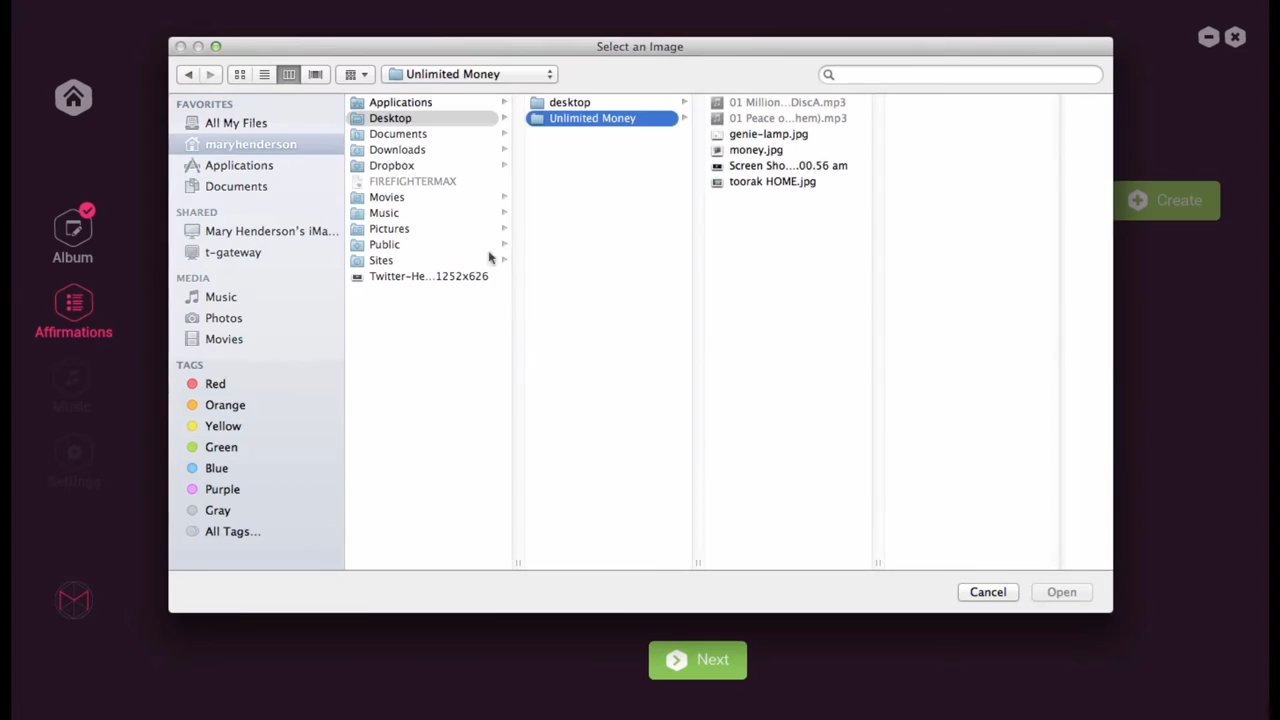 Select an Image
Unlimited Money
FAVORITES
All My Files
maryhenderson
Applications
Documents
SHARED
Mary Henderson's iMa...
t-gateway
MEDIA
Music
Photos
Movies
TAGS
Red
Orange
Yellow
Green
Blue
Purple
Gray
All Tags...
Applications
Desktop
Documents
Downloads
Dropbox
FIREFIGHTERMAX
Movies
Music
Pictures
Public
Sites
Twitter-He...1252x626
desktop
Unlimited Money
01 Million...DiscA.mp3
01 Peace o...hem).mp3
genie-lamp.jpg
money.jpg
Screen Sho....00.56 am
toorak HOME.jpg
Cancel
Open
Album
Affirmations
Music
Settings
Create
Next